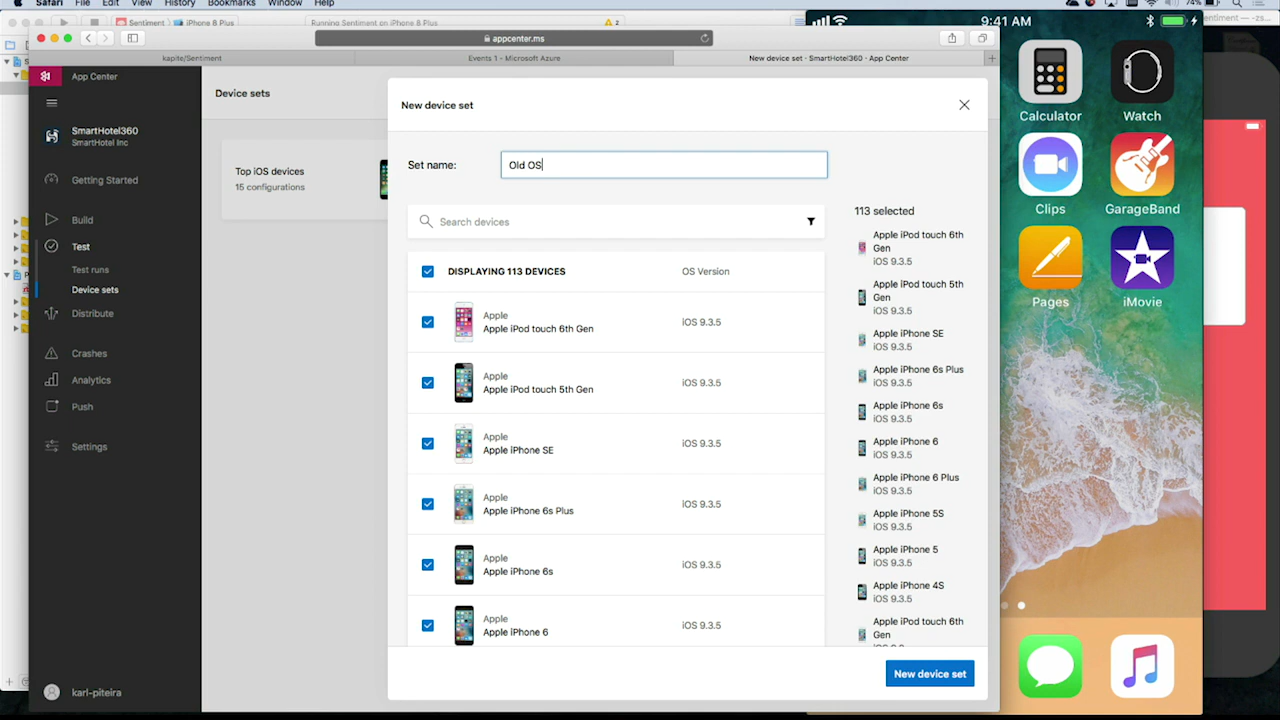 Safari File Edit View History Bookmarks Window Help
74%
Sentiment iPhone 8 Plus
Running Sentiment on iPhone 8 Plus
2
appcenter.ms
kapite/Sentiment
Events 1 - Microsoft Azure
New device set · SmartHotel360 · App Center
App Center
SmartHotel360
SmartHotel Inc
Getting Started
Build
Test
Test runs
Device sets
Distribute
Crashes
Analytics
Push
Settings
karl-piteira
Device sets
Top iOS devices
15 configurations
New device set
Set name:
Old OS
Search devices
DISPLAYING 113 DEVICES
OS Version
Apple
Apple iPod touch 6th Gen
iOS 9.3.5
Apple
Apple iPod touch 5th Gen
iOS 9.3.5
Apple
Apple iPhone SE
iOS 9.3.5
Apple
Apple iPhone 6s Plus
iOS 9.3.5
Apple
Apple iPhone 6s
iOS 9.3.5
Apple
Apple iPhone 6
iOS 9.3.5
113 selected
Apple iPod touch 6th
Gen
iOS 9.3.5
Apple iPod touch 5th
Gen
iOS 9.3.5
Apple iPhone SE
iOS 9.3.5
Apple iPhone 6s Plus
iOS 9.3.5
Apple iPhone 6s
iOS 9.3.5
Apple iPhone 6
iOS 9.3.5
Apple iPhone 6 Plus
iOS 9.3.5
Apple iPhone 5S
iOS 9.3.5
Apple iPhone 5
iOS 9.3.5
Apple iPhone 4S
iOS 9.3.5
Apple iPod touch 6th
Gen
New device set
9:41 AM
Calculator
Watch
Clips
GarageBand
Pages
iMovie